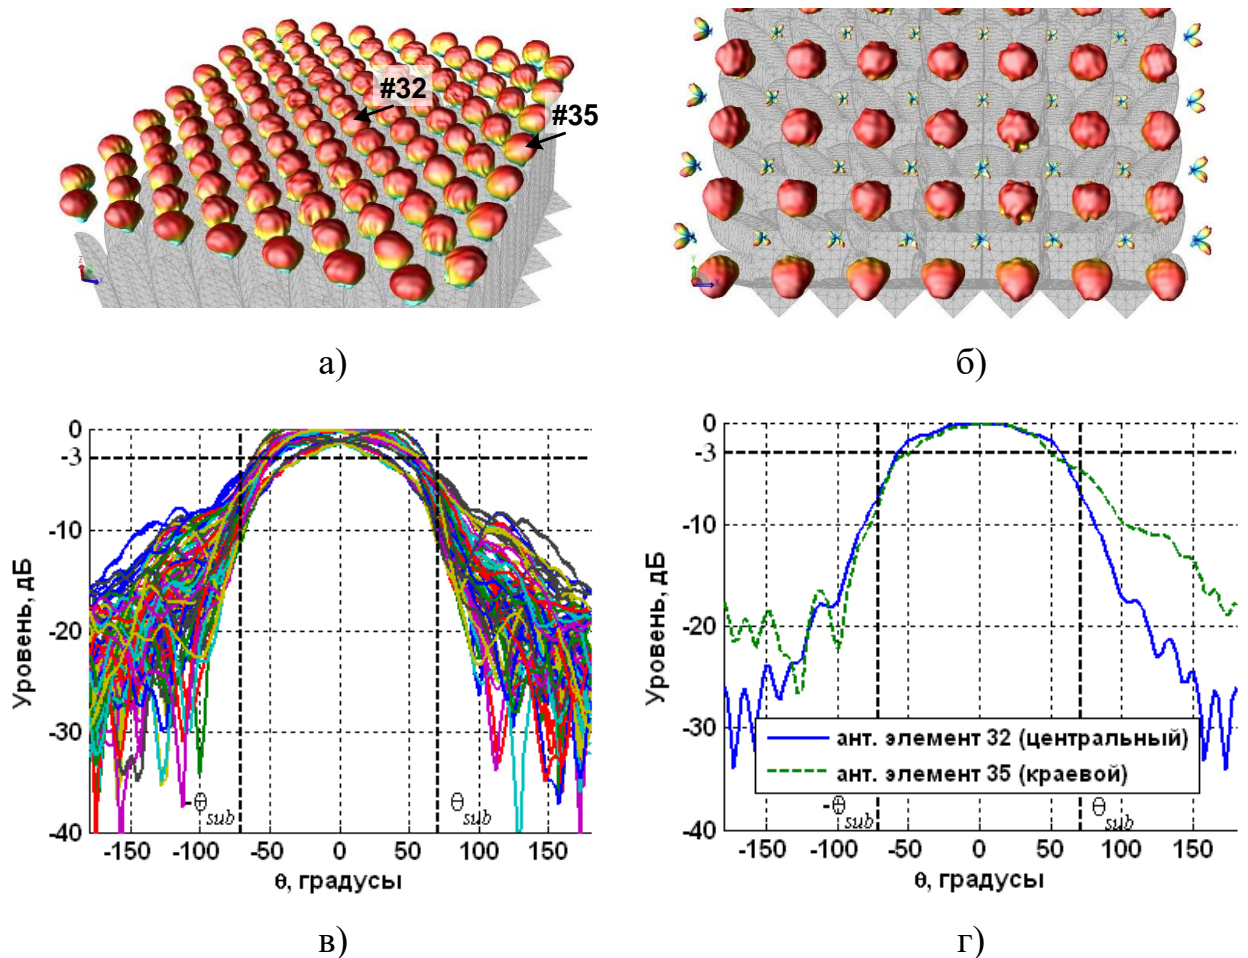 #32
#35
а)
б)
0
-3
-10
-20
-30
-40
Уровень, дБ
-θsub
θsub
-150 -100 -50 0 50 100 150
θ, градусы
в)
0
-3
-10
-20
-30
-40
Уровень, дБ
ант. элемент 32 (центральный)
ант. элемент 35 (краевой)
-θsub
θsub
-150 -100 -50 0 50 100 150
θ, градусы
г)